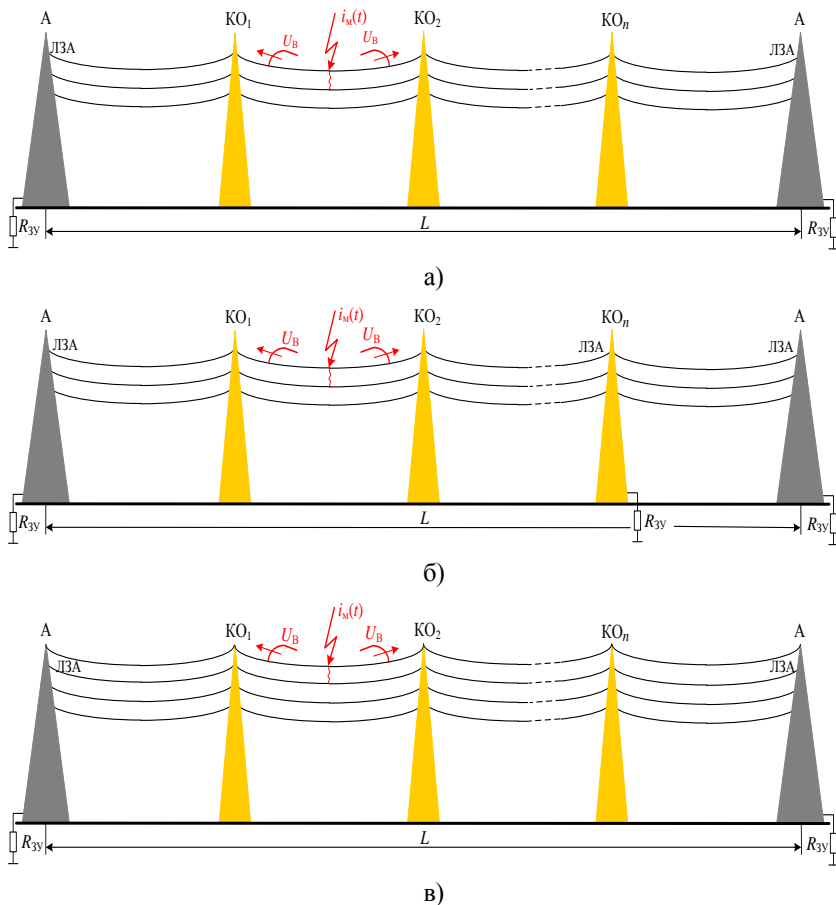 А КО₁ Uв iм(t) Uв КО₂ КОn А
ЛЗА ЛЗА
RЗУ L RЗУ
а)
А КО₁ Uв iм(t) Uв КО₂ КОn А
ЛЗА ЛЗА ЛЗА
RЗУ L RЗУ RЗУ
б)
А КО₁ Uв iм(t) Uв КО₂ КОn А
ЛЗА ЛЗА
RЗУ L RЗУ
в)